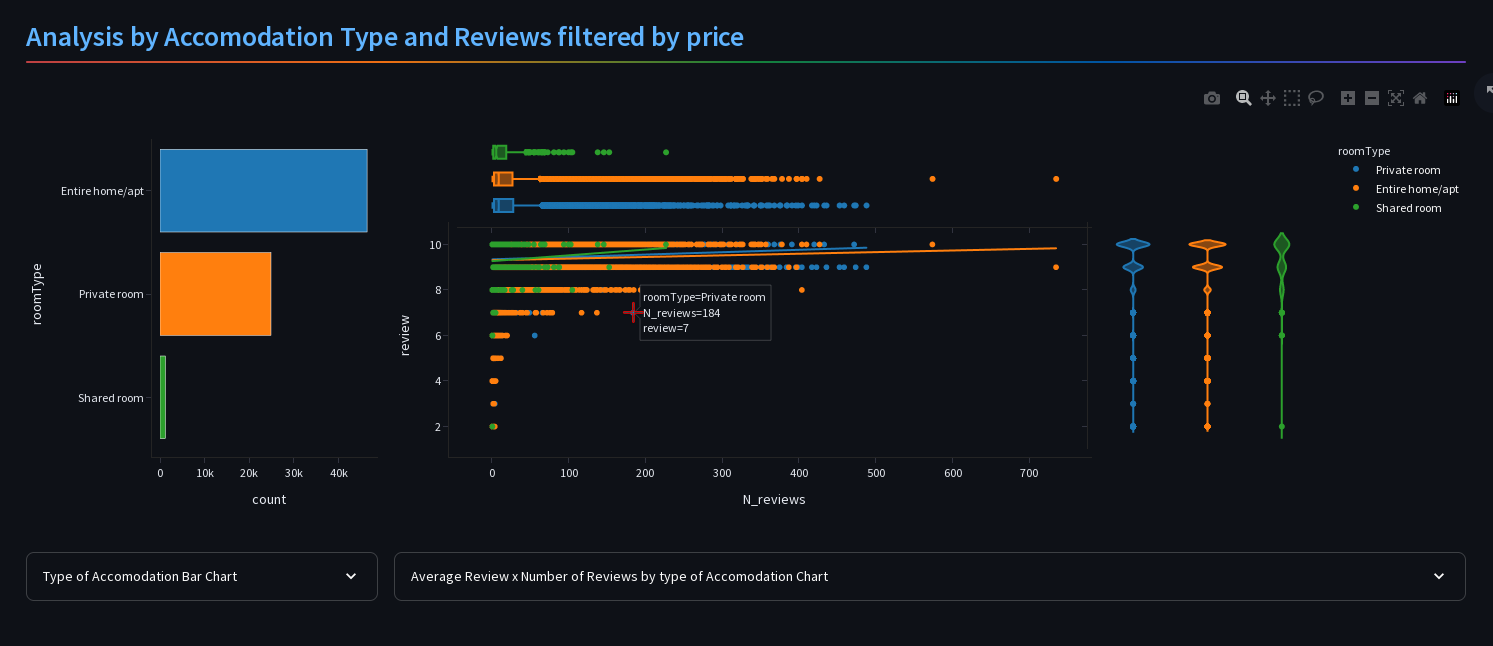 Analysis by Accomodation Type and Reviews filtered by price
roomType
Entire home/apt
Private room
Shared room
0 10k 20k 30k 40k
count
review
10
8
6
4
2
0 100 200 300 400 500 600 700
N_reviews
roomType=Private room
N_reviews=184
review=7
roomType
Private room
Entire home/apt
Shared room
Type of Accomodation Bar Chart
Average Review x Number of Reviews by type of Accomodation Chart